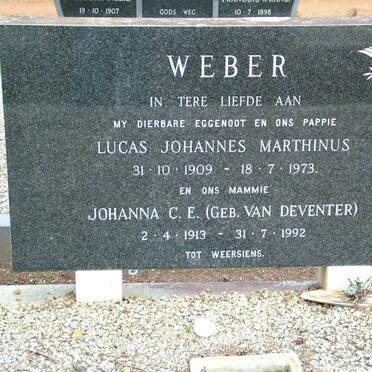 19 · 10 · 1907
GODS WEG
10 · 7 · 1898
WEBER
IN TERE LIEFDE AAN
MY DIERBARE EGGENOOT EN ONS PAPPIE
LUCAS JOHANNES MARTHINUS
31 · 10 · 1909 – 18 · 7 · 1973.
EN ONS MAMMIE
JOHANNA C. E. (GEB. VAN DEVENTER)
2 · 4 · 1913 – 31 · 7 · 1992
TOT WEERSIENS.